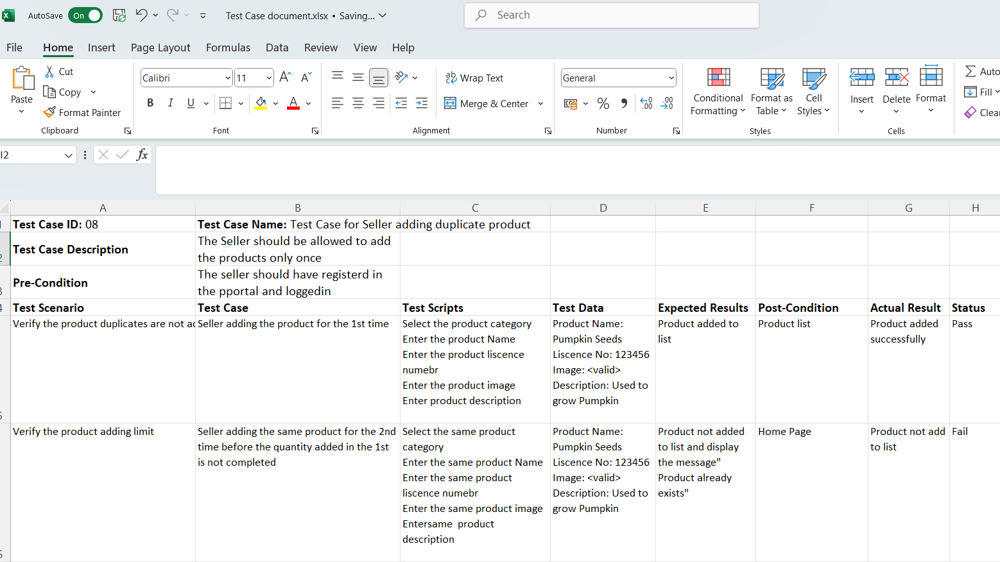 AutoSave On Test Case document.xlsx • Saving... Search
File Home Insert Page Layout Formulas Data Review View Help
Paste Cut Copy Format Painter
Clipboard
Calibri 11
B I U A A A
Font
Wrap Text
Merge & Center
Alignment
General
% 9 .00 .00
Number
Conditional Formatting
Format as Table
Cell Styles
Styles
Insert Delete Format
Cells
Auto
Fill
Clear
I2 fx
A B C D E F G H
Test Case ID: 08
Test Case Name: Test Case for Seller adding duplicate product
Test Case Description
The Seller should be allowed to add
the products only once
Pre-Condition
The seller should have registerd in
the pportal and loggedin
Test Scenario Test Case Test Scripts Test Data Expected Results Post-Condition Actual Result Status
Verify the product duplicates are not ac
Seller adding the product for the 1st time
Select the product category
Enter the product Name
Enter the product liscence
numebr
Enter the product image
Enter product description
Product Name:
Pumpkin Seeds
Liscence No: 123456
Image: <valid>
Description: Used to
grow Pumpkin
Product added to
list
Product list
Product added
successfully
Pass
Verify the product adding limit
Seller adding the same product for the 2nd
time before the quantity added in the 1st
is not completed
Select the same product
category
Enter the same product Name
Enter the same product
liscence numebr
Enter the same product image
Entersame  product
description
Product Name:
Pumpkin Seeds
Liscence No: 123456
Image: <valid>
Description: Used to
grow Pumpkin
Product not added
to list and display
the message"
Product already
exists"
Home Page
Product not add
to list
Fail